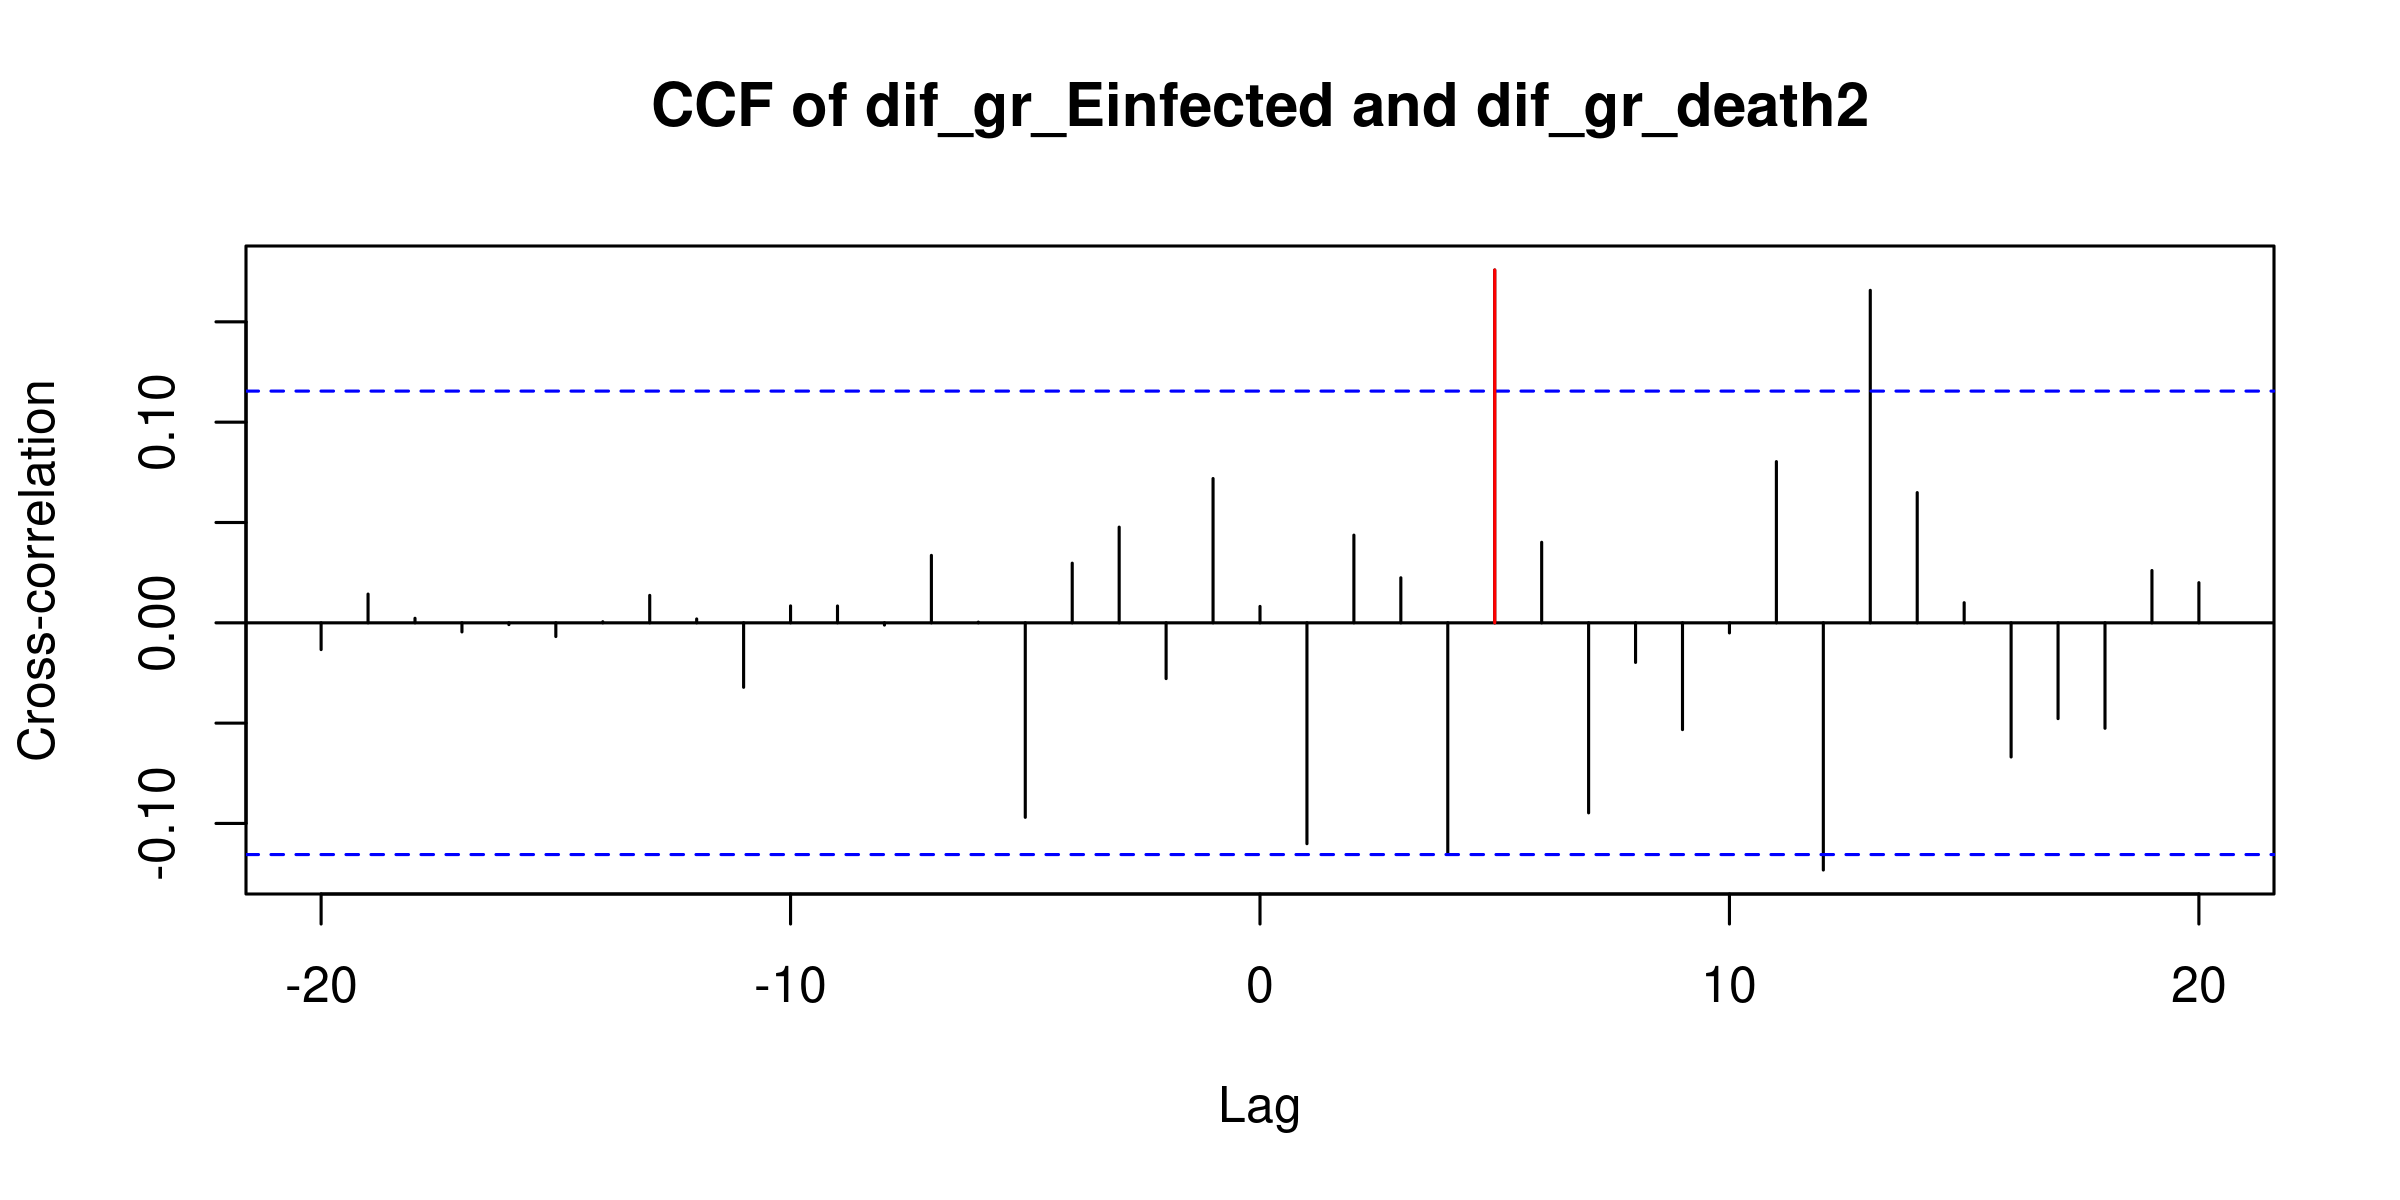 CCF of dif_gr_Einfected and dif_gr_death2
Cross-correlation
0.10
0.00
-0.10
-20 -10 0 10 20
Lag